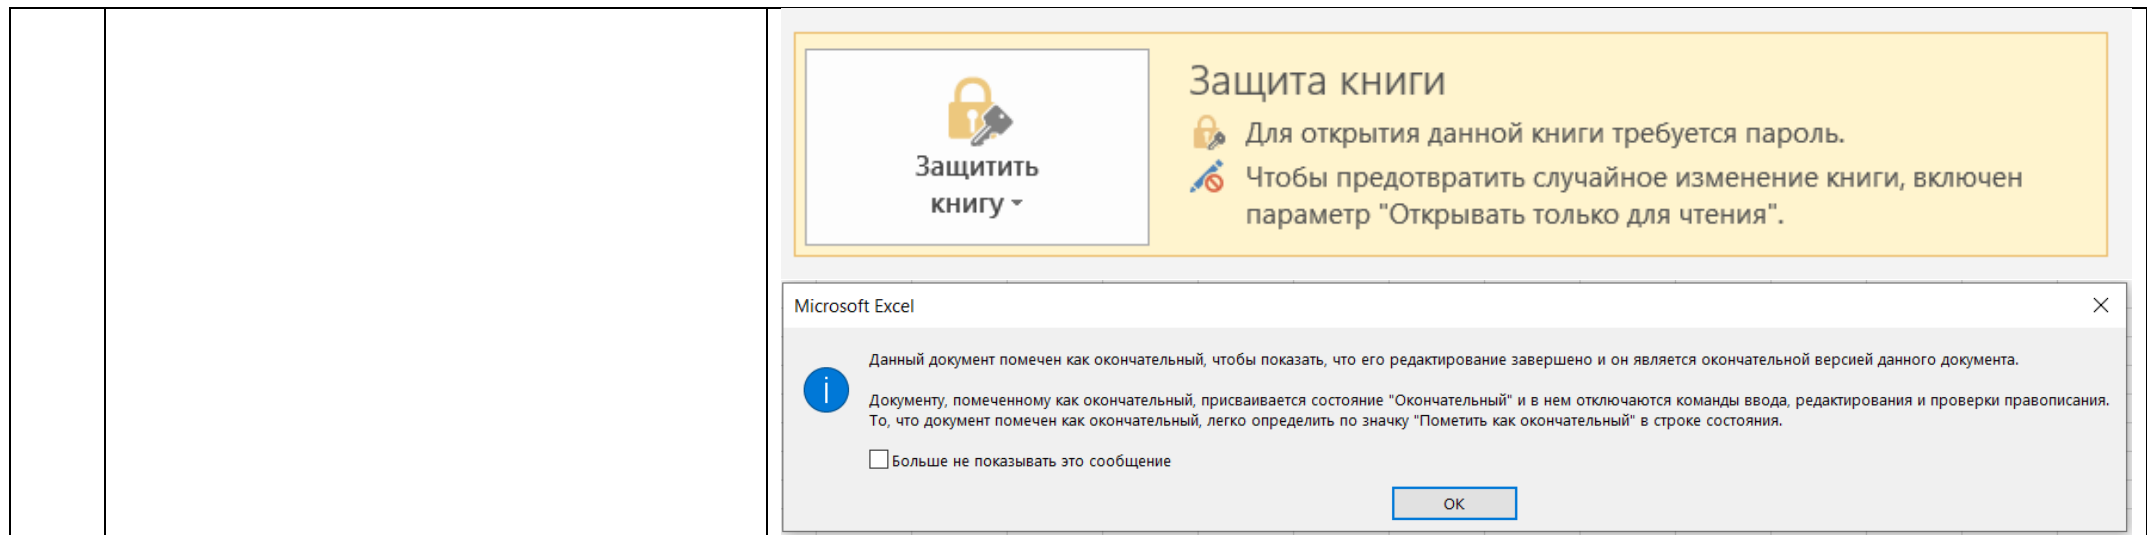 Защитить
книгу
Защита книги
Для открытия данной книги требуется пароль.
Чтобы предотвратить случайное изменение книги, включен
параметр "Открывать только для чтения".
Microsoft Excel
Данный документ помечен как окончательный, чтобы показать, что его редактирование завершено и он является окончательной версией данного документа.
Документу, помеченному как окончательный, присваивается состояние "Окончательный" и в нем отключаются команды ввода, редактирования и проверки правописания.
То, что документ помечен как окончательный, легко определить по значку "Пометить как окончательный" в строке состояния.
Больше не показывать это сообщение
ОК